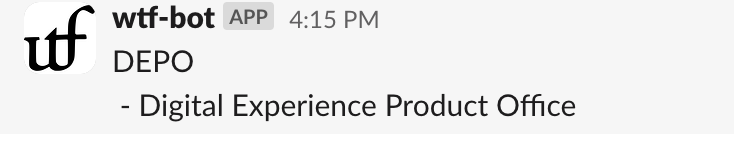 wtf
wtf-bot APP 4:15 PM
DEPO
- Digital Experience Product Office